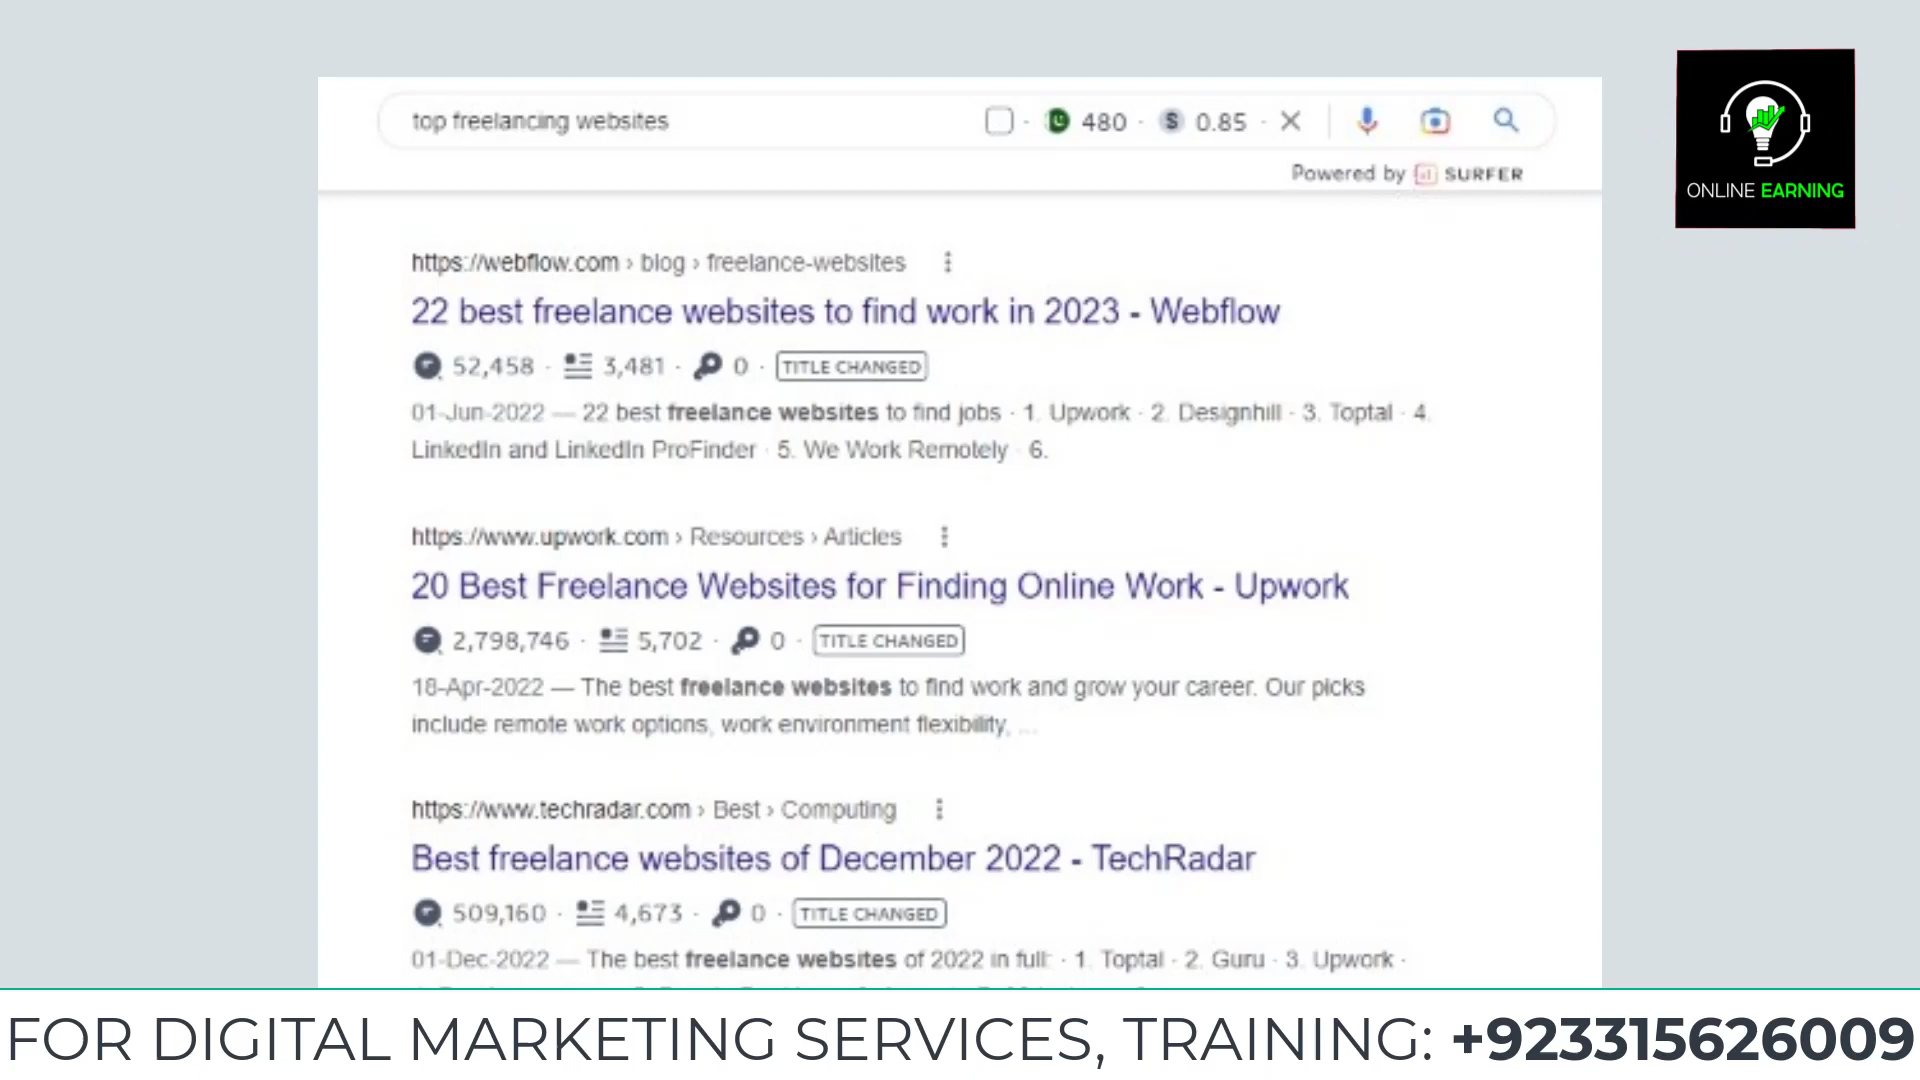 top freelancing websites
480 · S 0.85 ·
Powered by SURFER
ONLINE EARNING
https://webflow.com › blog › freelance-websites
22 best freelance websites to find work in 2023 - Webflow
52,458 · 3,481 · 0 · TITLE CHANGED
01-Jun-2022 — 22 best freelance websites to find jobs · 1. Upwork · 2. Designhill · 3. Toptal · 4.
LinkedIn and LinkedIn ProFinder · 5. We Work Remotely · 6.
https://www.upwork.com › Resources › Articles
20 Best Freelance Websites for Finding Online Work - Upwork
2,798,746 · 5,702 · 0 · TITLE CHANGED
18-Apr-2022 — The best freelance websites to find work and grow your career. Our picks
include remote work options, work environment flexibility, ...
https://www.techradar.com › Best › Computing
Best freelance websites of December 2022 - TechRadar
509,160 · 4,673 · 0 · TITLE CHANGED
01-Dec-2022 — The best freelance websites of 2022 in full: · 1. Toptal · 2. Guru · 3. Upwork ·
FOR DIGITAL MARKETING SERVICES, TRAINING: +923315626009